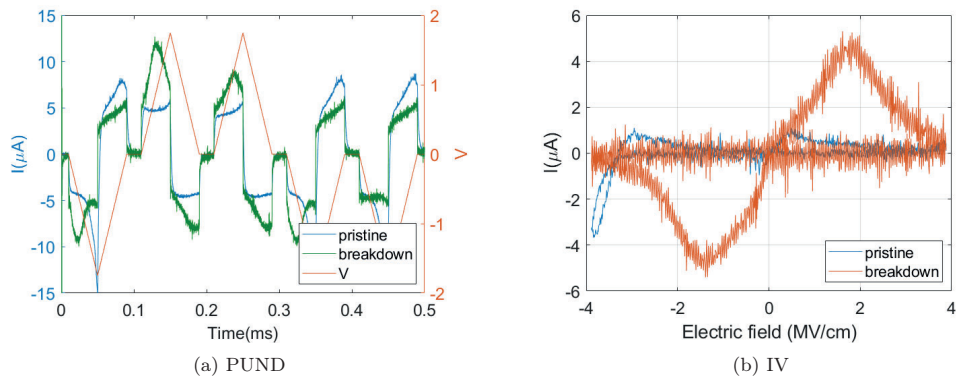 15
10
5
0
-5
-10
-15
I(μA)
2
1
0
-1
-2
V
0
0.1
0.2
0.3
0.4
0.5
Time(ms)
pristine
breakdown
V
(a) PUND
6
4
2
0
-2
-4
-6
I(μA)
-4
-2
0
2
4
Electric field (MV/cm)
pristine
breakdown
(b) IV